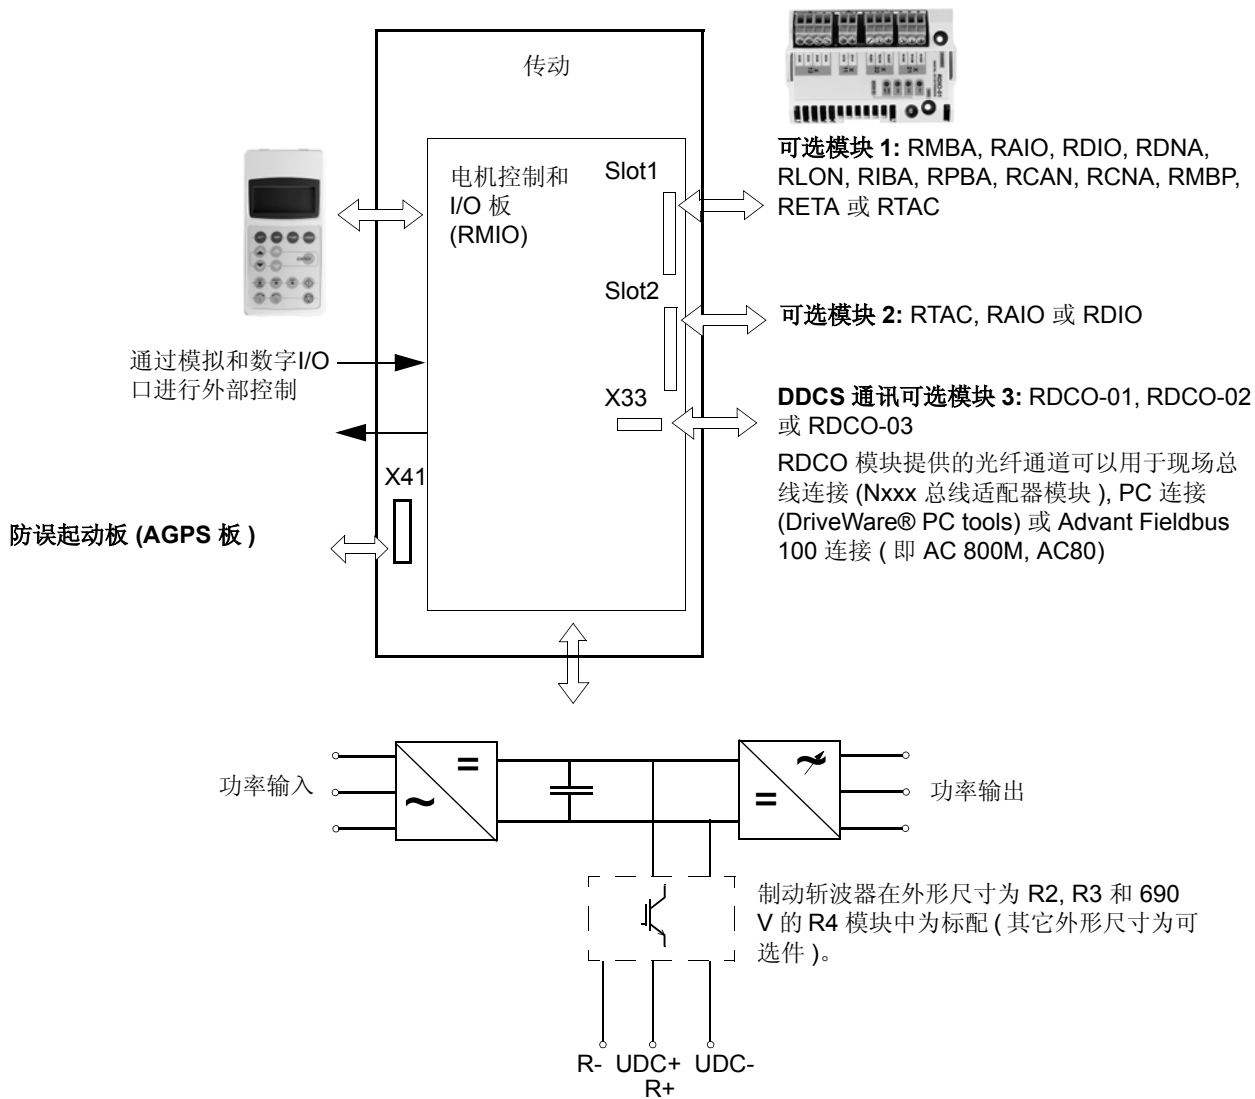 传动
电机控制和
I/O 板
(RMIO)
Slot1
可选模块 1: RMBA, RAIO, RDIO, RDNA,
RLON, RIBA, RPBA, RCAN, RCNA, RMBP,
RETA 或 RTAC
Slot2
可选模块 2: RTAC, RAIO 或 RDIO
通过模拟和数字I/O
口进行外部控制
X33
DDCS 通讯可选模块 3: RDCO-01, RDCO-02
或 RDCO-03
RDCO 模块提供的光纤通道可以用于现场总
线连接 (Nxxx 总线适配器模块 ), PC 连接
(DriveWare® PC tools) 或 Advant Fieldbus
100 连接 ( 即 AC 800M, AC80)
X41
防误起动板 (AGPS 板 )
功率输入
=
~
=
~
功率输出
制动斩波器在外形尺寸为 R2, R3 和 690
V 的 R4 模块中为标配 ( 其它外形尺寸为可
选件 )。
R- UDC+ UDC-
R+